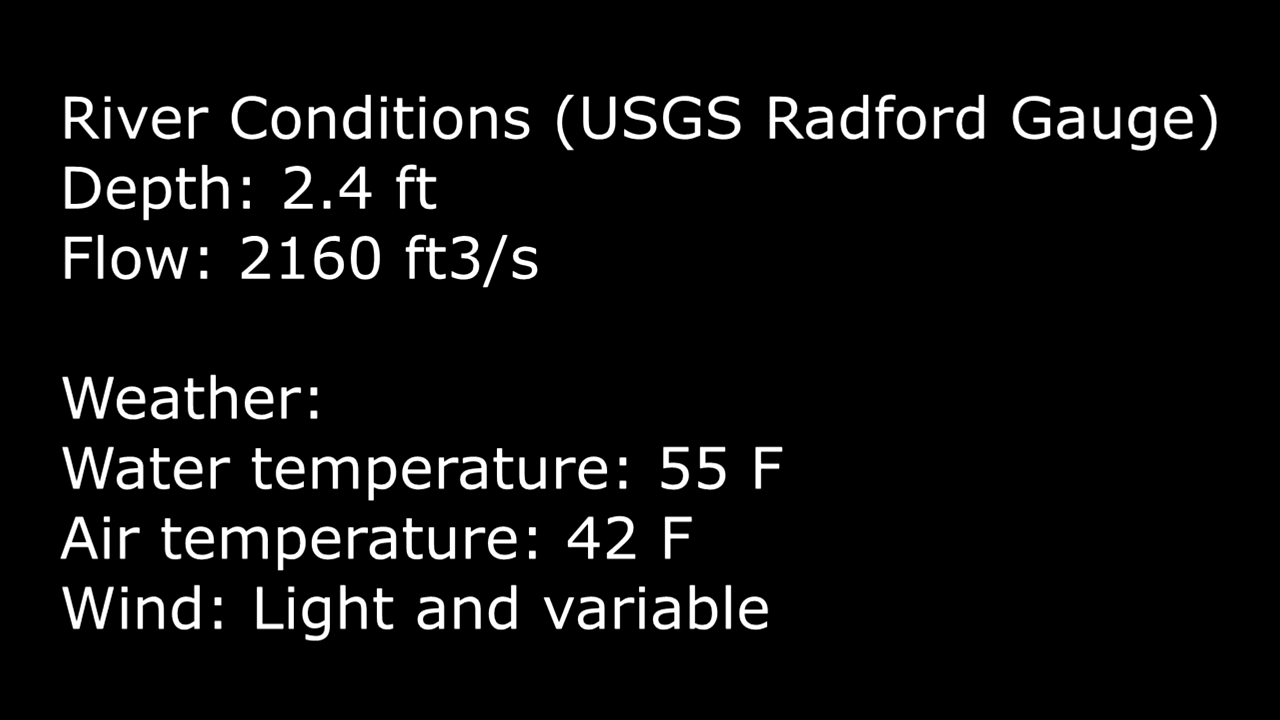 River Conditions (USGS Radford Gauge)
Depth: 2.4 ft
Flow: 2160 ft3/s
Weather:
Water temperature: 55 F
Air temperature: 42 F
Wind: Light and variable